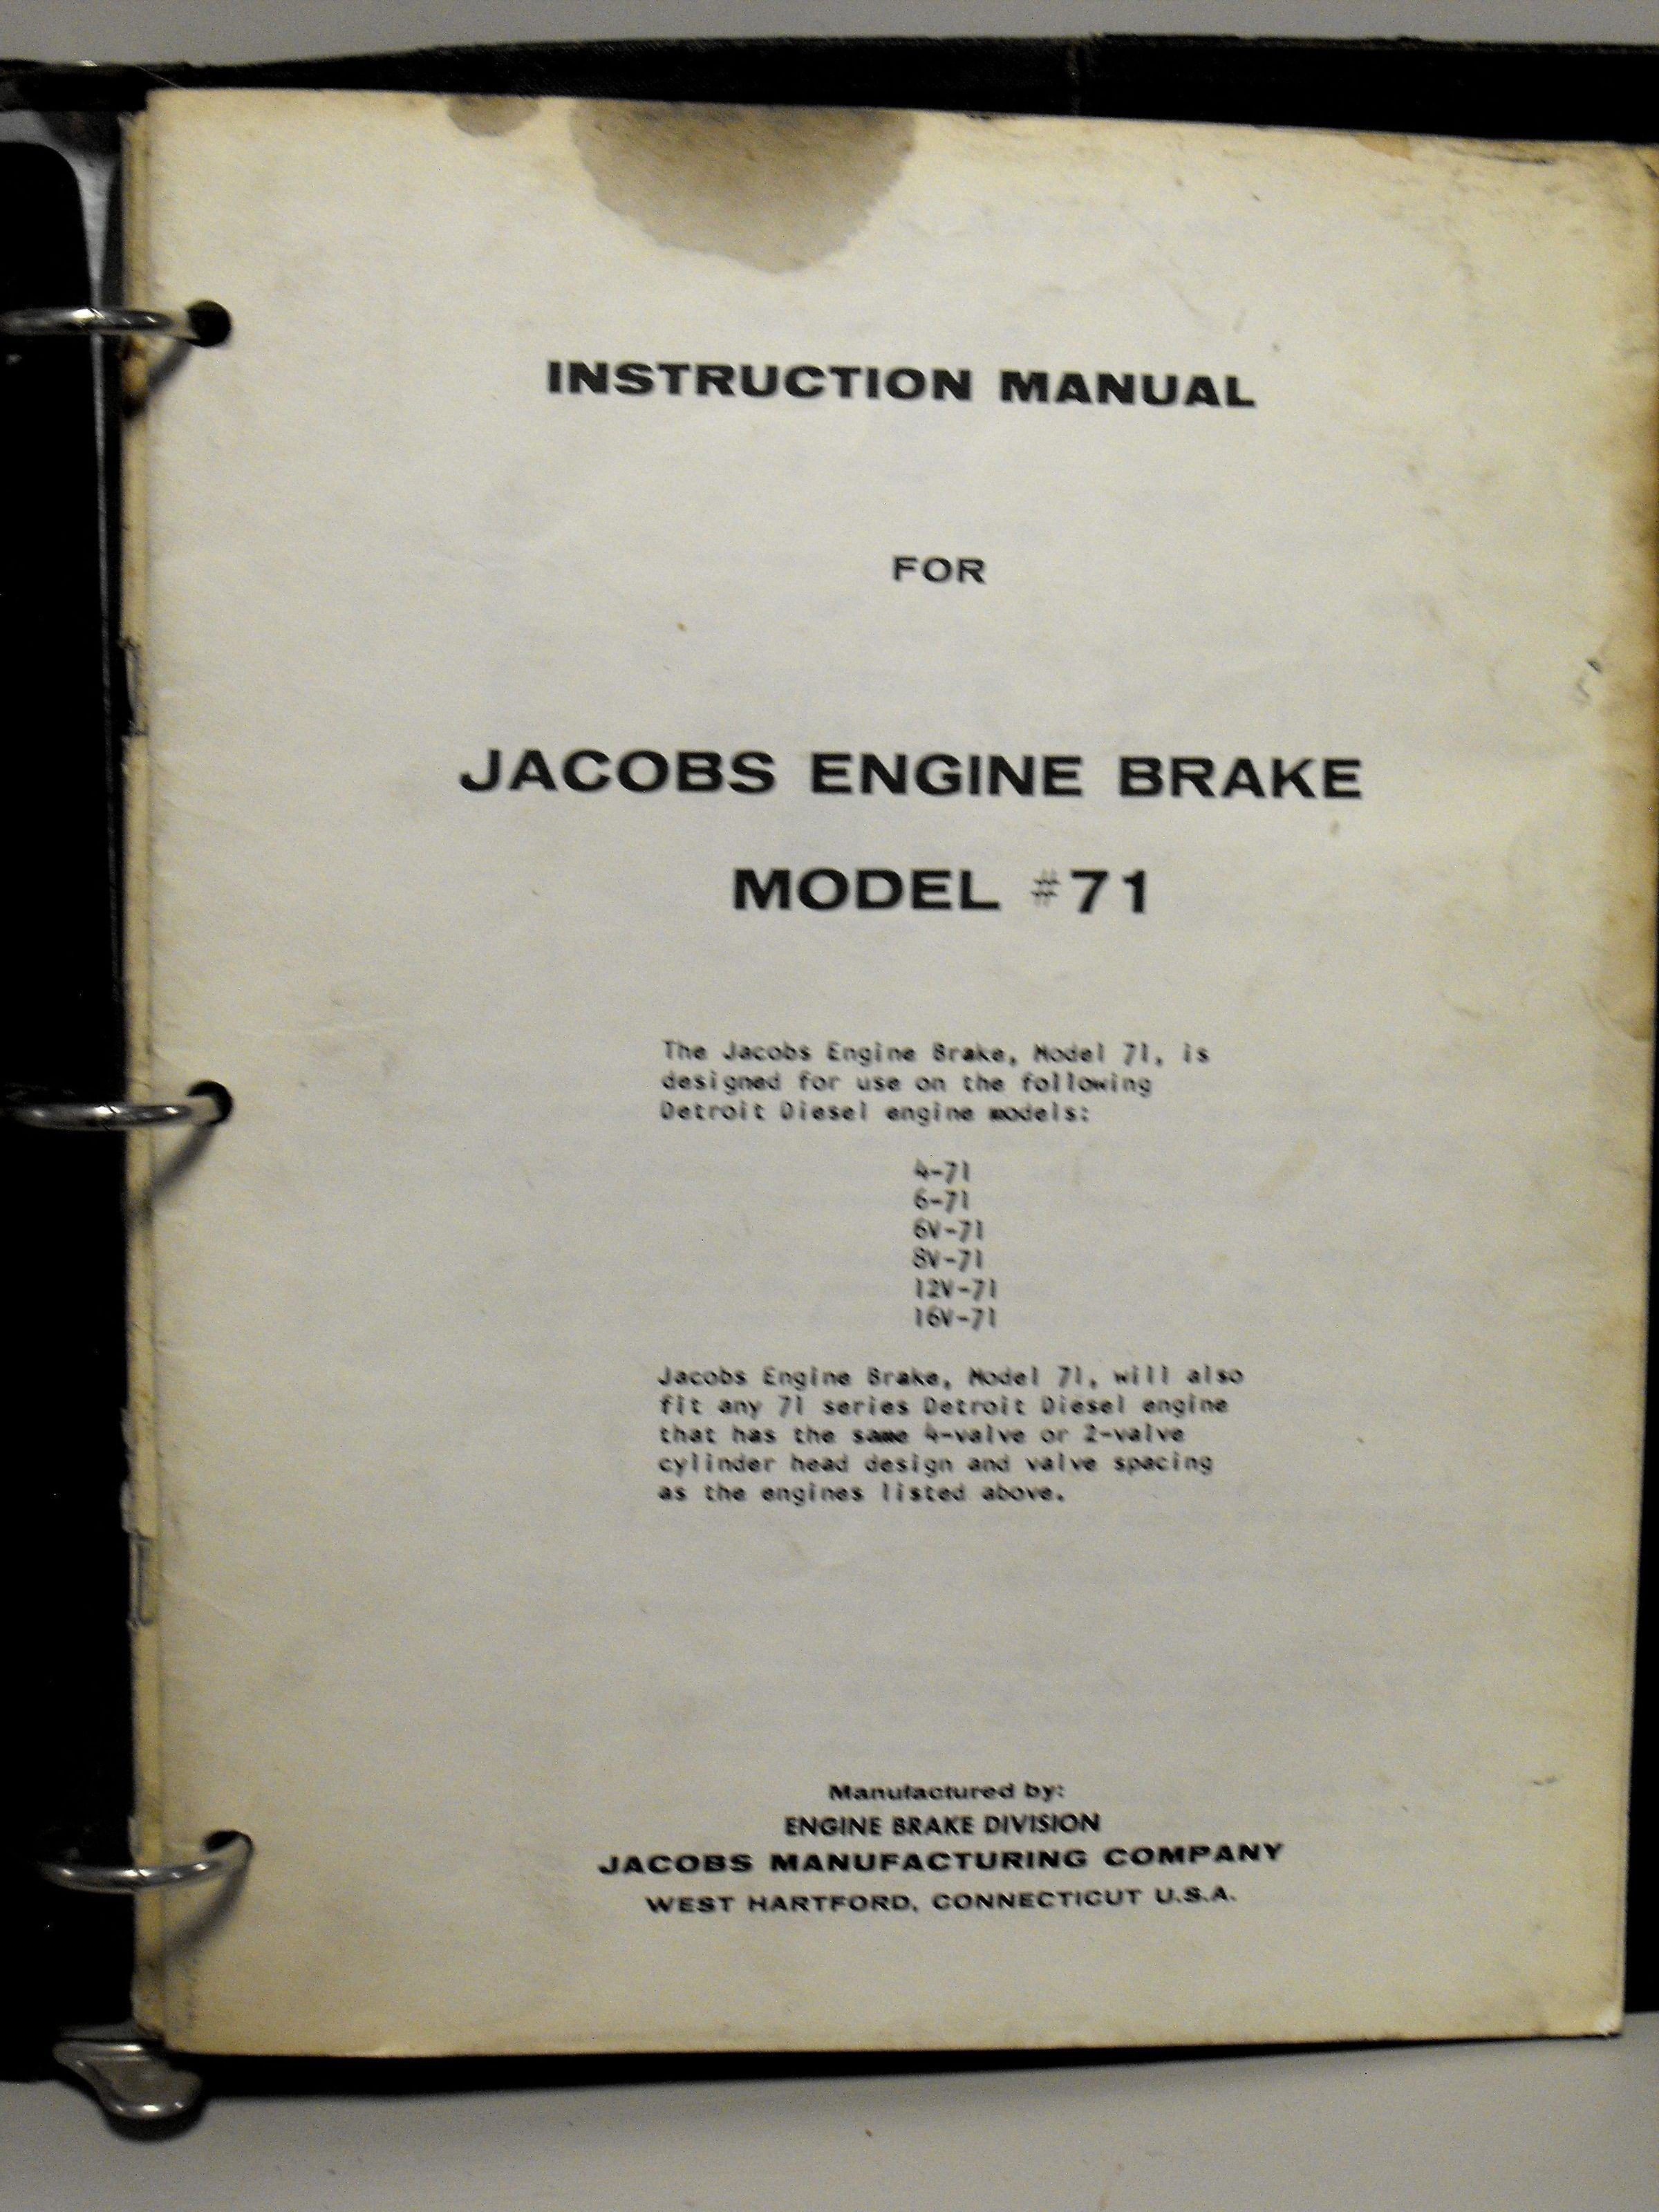 INSTRUCTION MANUAL
FOR
JACOBS ENGINE BRAKE
MODEL #71
The Jacobs Engine Brake, Model 71, is
designed for use on the following
Detroit Diesel engine models:
4-71
6-71
6V-71
8V-71
12V-71
16V-71
Jacobs Engine Brake, Model 71, will also
fit any 71 series Detroit Diesel engine
that has the same 4-valve or 2-valve
cylinder head design and valve spacing
as the engines listed above.
Manufactured by:
ENGINE BRAKE DIVISION
JACOBS MANUFACTURING COMPANY
WEST HARTFORD, CONNECTICUT U.S.A.